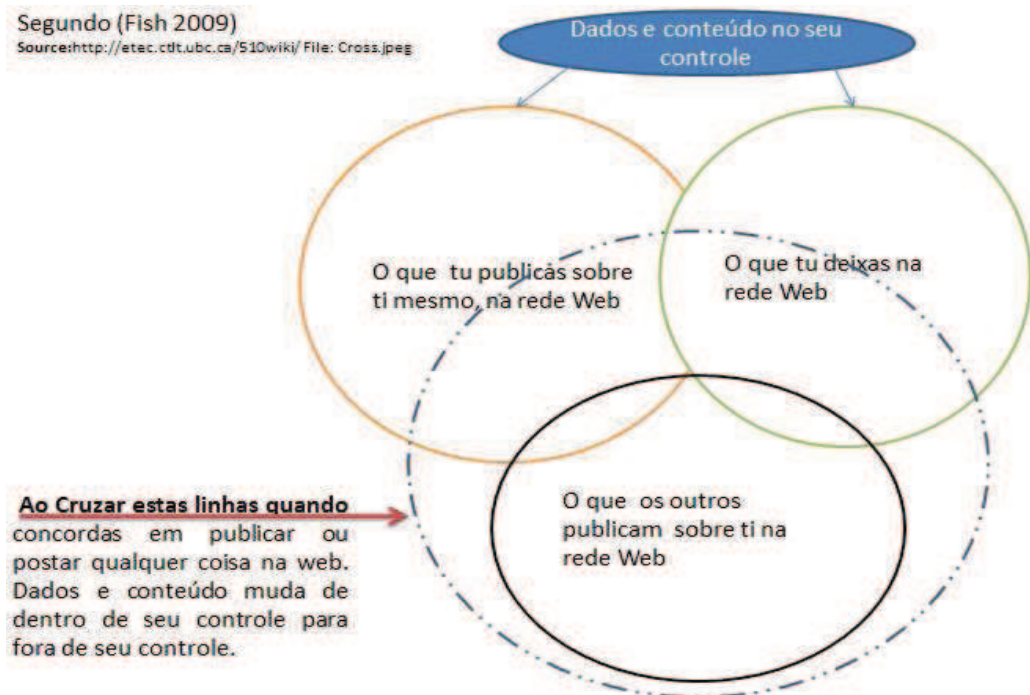 Segundo (Fish 2009)
Source:http://etec.ctlt.ubc.ca/510wiki/ File: Cross.jpeg
Dados e conteúdo no seu
controle
O que tu publicas sobre
ti mesmo, na rede Web
O que tu deixas na
rede Web
O que os outros
publicam sobre ti na
rede Web
Ao Cruzar estas linhas quando
concordas em publicar ou
postar qualquer coisa na web.
Dados e conteúdo muda de
dentro de seu controle para
fora de seu controle.